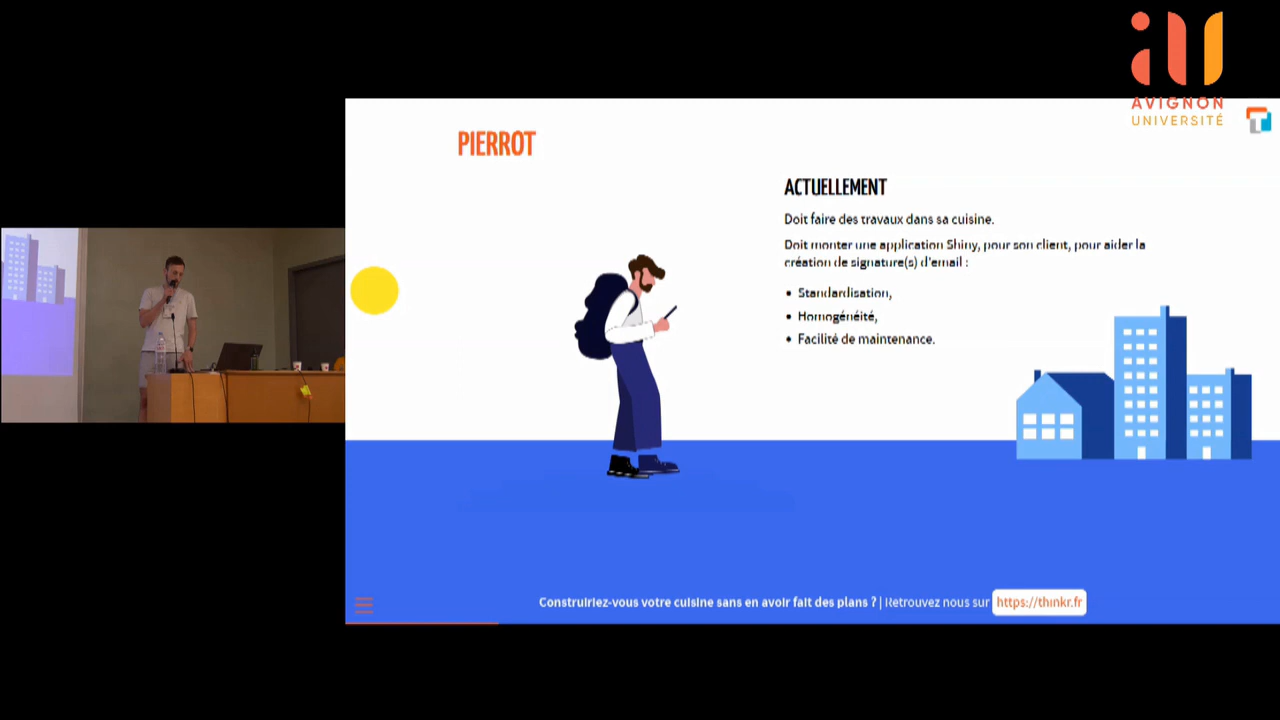 AVIGNON
UNIVERSITÉ
PIERROT
ACTUELLEMENT
Doit faire des travaux dans sa cuisine.
Doit monter une application Shiny, pour son client, pour aider la
création de signature(s) d'email :
• Standardisation,
• Homogénéité,
• Facilité de maintenance.
Construiriez-vous votre cuisine sans en avoir fait des plans ? | Retrouvez nous sur https://thinkr.fr